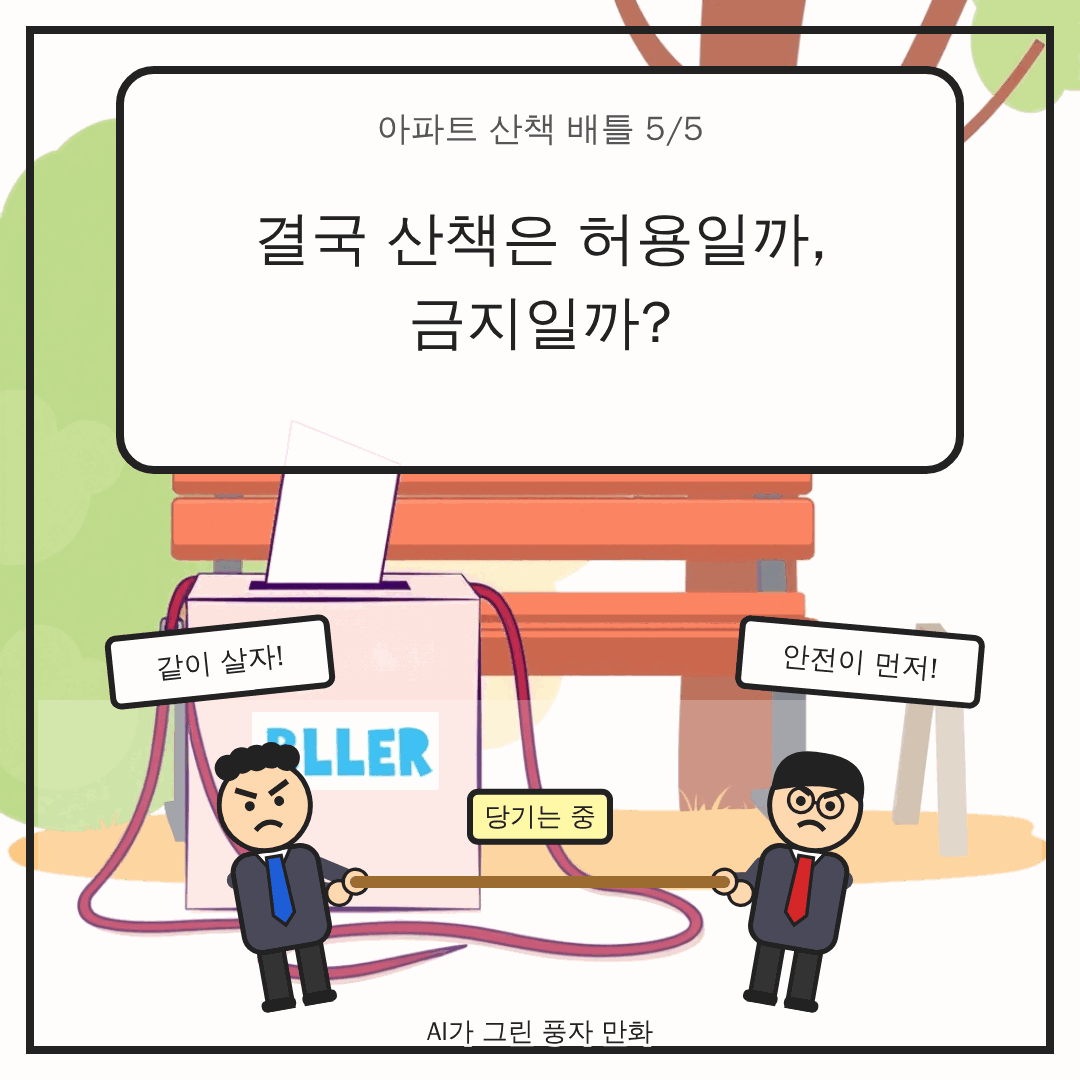 아파트 산책 배틀 5/5
결국 산책은 허용일까,
금지일까?
같이 살자!
안전이 먼저!
당기는 중
AI가 그린 풍자 만화